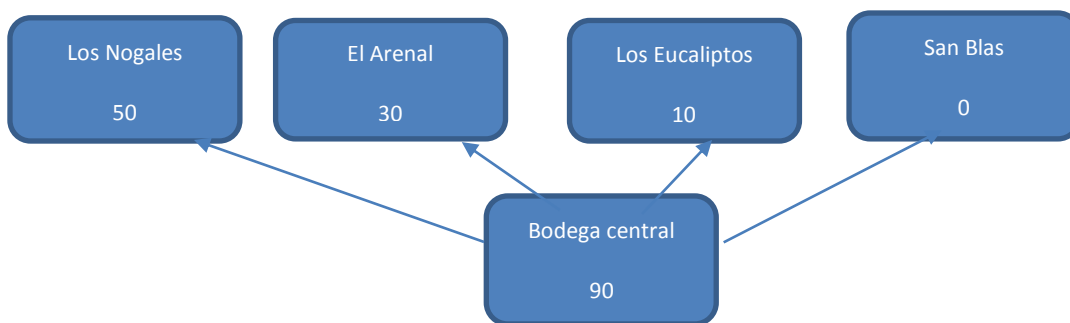 Los Nogales
50
El Arenal
30
Los Eucaliptos
10
San Blas
0
Bodega central
90